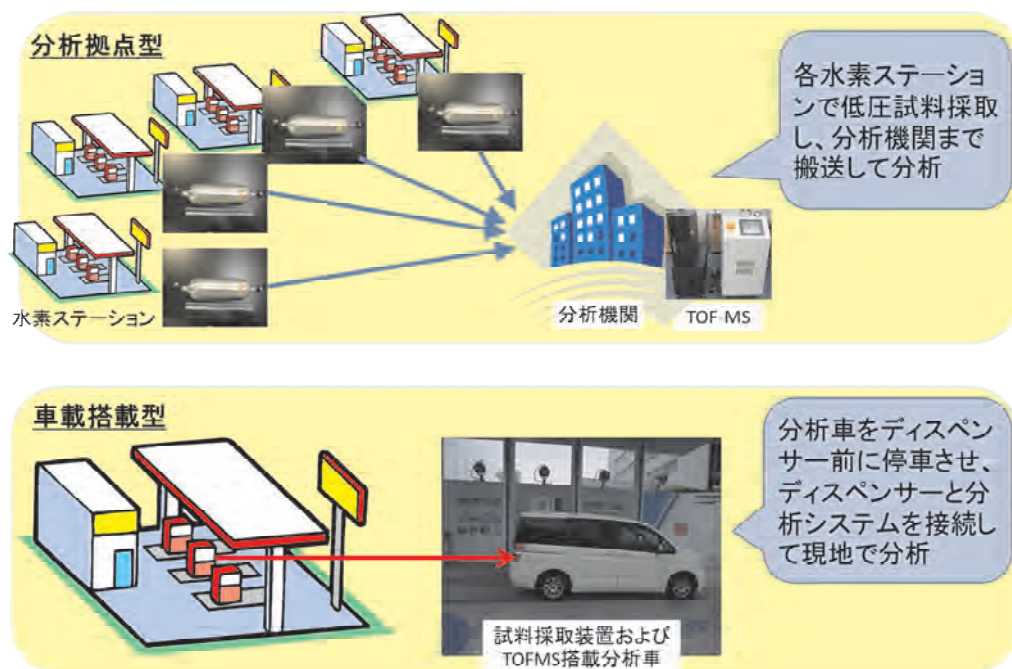 分析拠点型
各水素ステーショ
ンで低圧試料採取
し、分析機関まで
搬送して分析
水素ステーション
分析機関
TOF-MS
車載搭載型
分析車をディスペン
サー前に停車させ、
ディスペンサーと分
析システムを接続し
て現地で分析
試料採取装置および
TOFMS搭載分析車